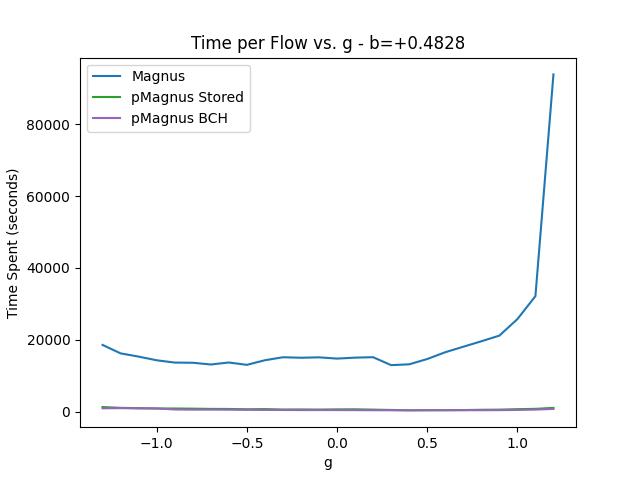 Time per Flow vs. g - b=+0.4828
Magnus
pMagnus Stored
pMagnus BCH
Time Spent (seconds)
80000
60000
40000
20000
0
−1.0
−0.5
0.0
0.5
1.0
g